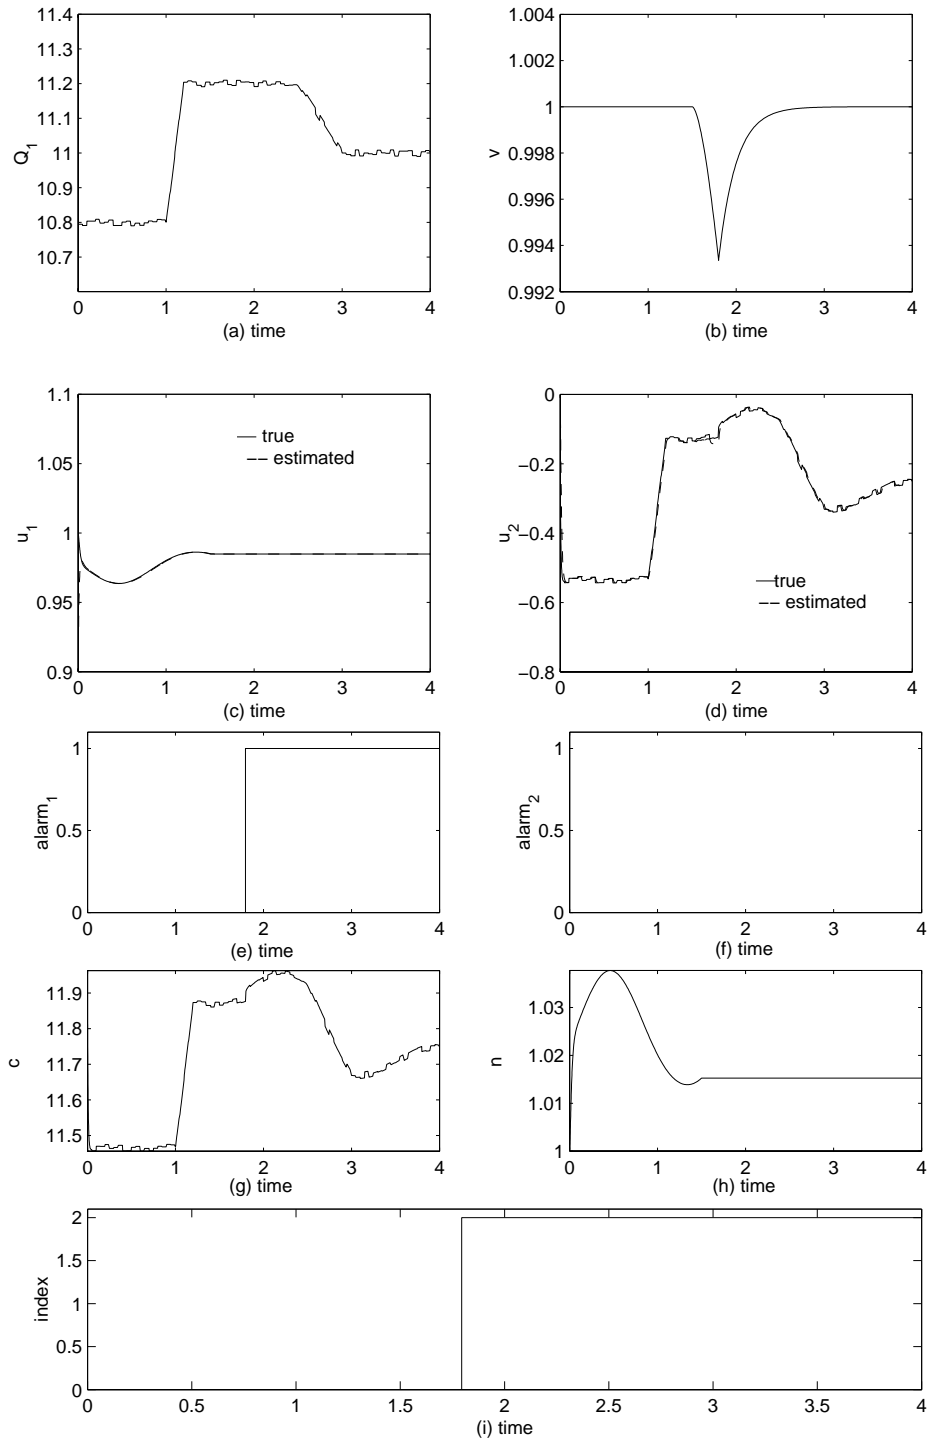 11.4
11.3
11.2
11.1
11
10.9
10.8
10.7
Q1
0 1 2 3 4
(a) time
1.004
1.002
1
0.998
0.996
0.994
0.992
v
0 1 2 3 4
(b) time
1.1
1.05
1
0.95
0.9
u1
true
estimated
0 1 2 3 4
(c) time
0
−0.2
−0.4
−0.6
−0.8
u2
true
estimated
0 1 2 3 4
(d) time
1
0.5
0
alarm1
0 1 2 3 4
(e) time
1
0.5
0
alarm2
0 1 2 3 4
(f) time
11.9
11.8
11.7
11.6
11.5
c
0 1 2 3 4
(g) time
1.03
1.02
1.01
1
n
0 1 2 3 4
(h) time
2
1.5
1
0.5
0
index
0 0.5 1 1.5 2 2.5 3 3.5 4
(i) time